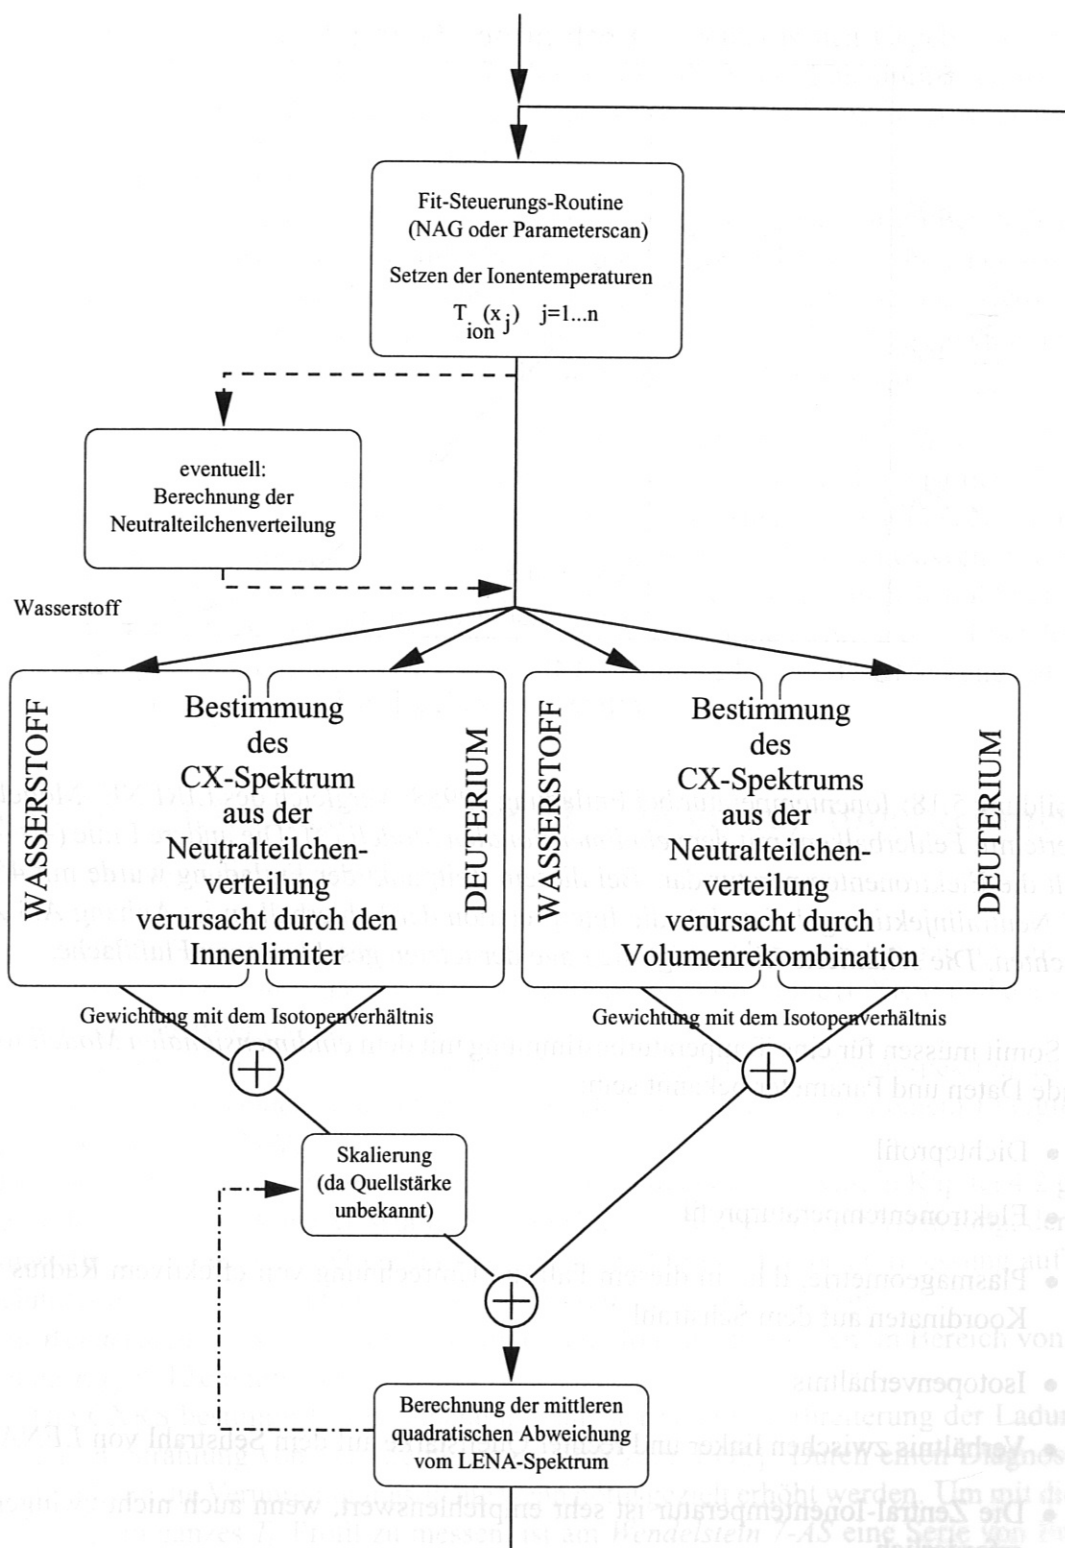 Fit-Steuerungs-Routine
(NAG oder Parameterscan)
Setzen der Ionentemperaturen
T ion (x j) j=1...n
eventuell:
Berechnung der
Neutralteilchenverteilung
Wasserstoff
WASSERSTOFF
Bestimmung
des
CX-Spektrum
aus der
Neutralteilchen-
verteilung
verursacht durch den
Innenlimiter
DEUTERIUM
WASSERSTOFF
Bestimmung
des
CX-Spektrums
aus der
Neutralteilchen-
verteilung
verursacht durch
Volumenrekombination
DEUTERIUM
Gewichtung mit dem Isotopenverhältnis
Gewichtung mit dem Isotopenverhältnis
Skalierung
(da Quellstärke
unbekannt)
Berechnung der mittleren
quadratischen Abweichung
vom LENA-Spektrum